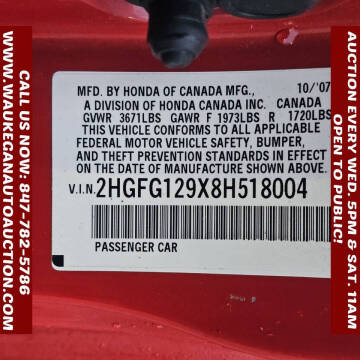 CALL US NOW: 847-782-5786
WWW.WAUKEGANAUTOAUCTION.COM
MFD. BY HONDA OF CANADA MFG., 10/'07
A DIVISION OF HONDA CANADA INC. CANADA
GVWR 3671LBS GAWR F 1973LBS R 1720LBS
THIS VEHICLE CONFORMS TO ALL APPLICABLE
FEDERAL MOTOR VEHICLE SAFETY, BUMPER,
AND THEFT PREVENTION STANDARDS IN EFFECT
ON THE DATE OF MANUFACTURE SHOWN ABOVE.
V.I.N. 2HGFG129X8H518004
PASSENGER CAR
AUCTION EVERY WED. 5PM & SAT. 11AM
OPEN TO PUBLIC!